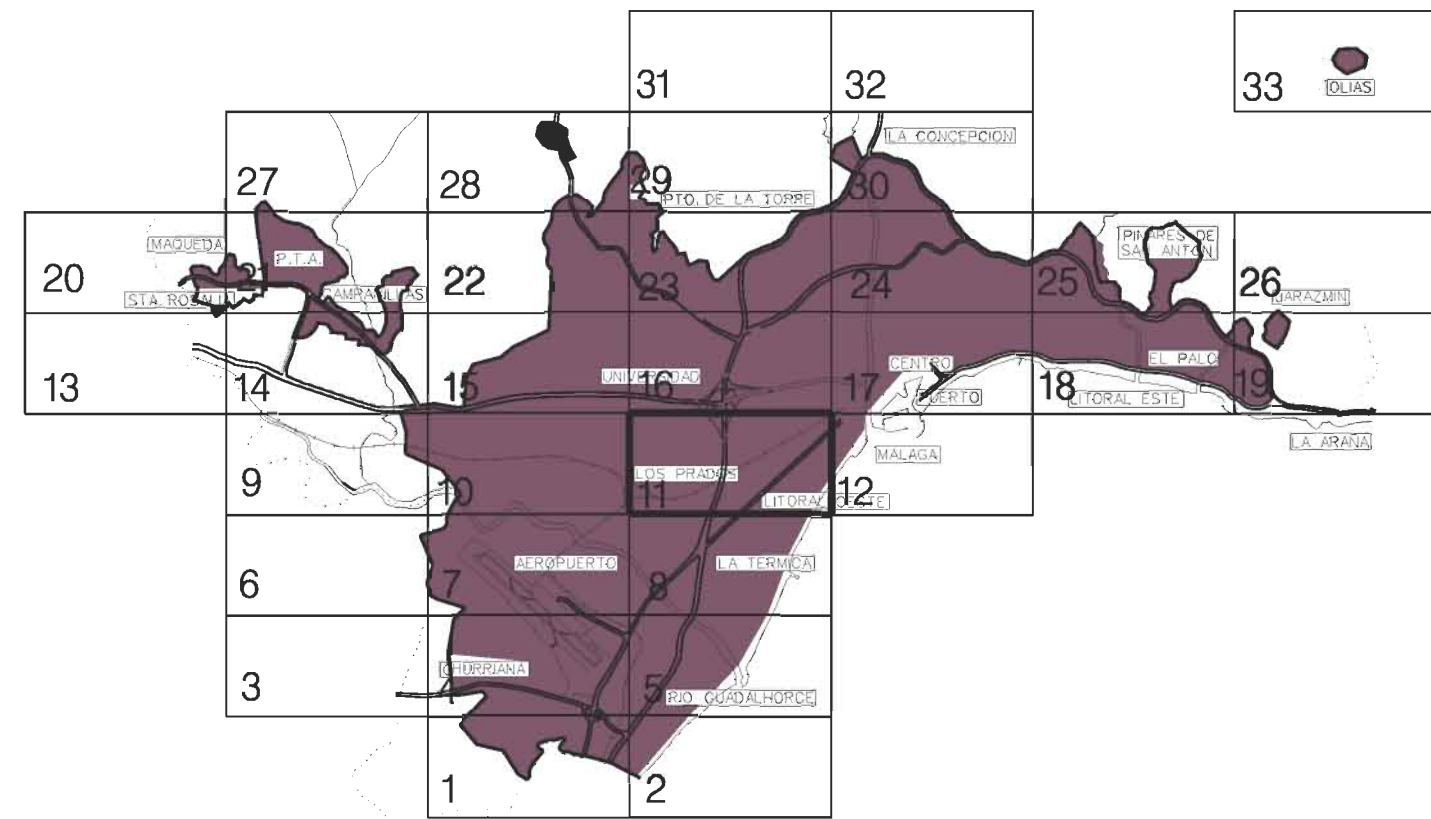 31
32
33
OLIAS
LA CONCEPCION
27
28
29
30
PTO. DE LA TORRE
MAQUEDA
P.T.A.
PINARES DE
SAN ANTON
20
21
STA. ROSALIA
CAMPANILLAS
22
23
24
25
26
JARAZMIN
13
14
15
UNIVERSIDAD
16
17
CENTRO
PUERTO
18
LITORAL ESTE
EL PALO
19
LA ARAÑA
MALAGA
9
10
LOS PRADOS
11
LITORAL OESTE
12
6
7
AEROPUERTO
8
LA TERMICA
3
CHURRIANA
5
RIO GUADALHORCE
1
2